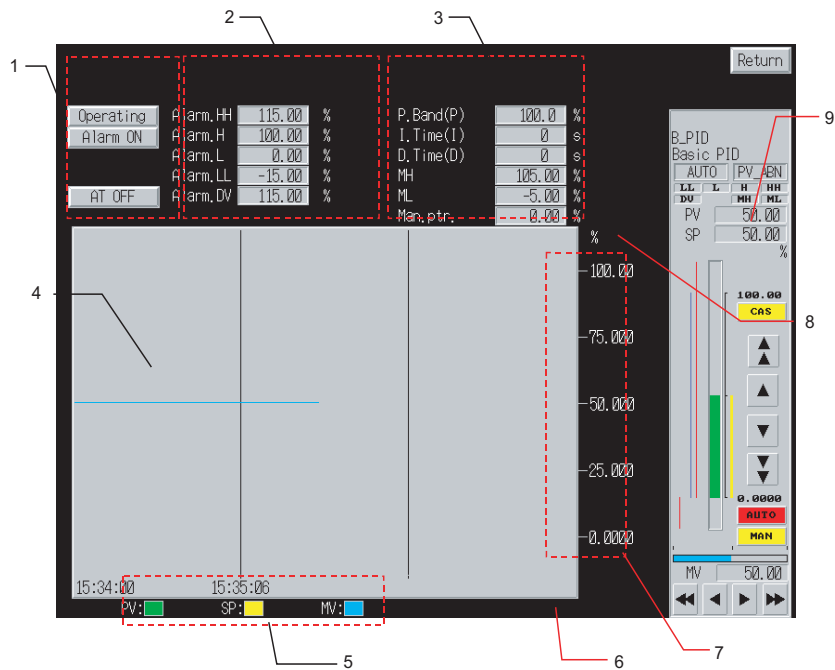 2
3
1
Return
Operating
Alarm ON
AT OFF
Alarm.HH 115.00 %
Alarm.H 100.00 %
Alarm.L 0.00 %
Alarm.LL -15.00 %
Alarm.DV 115.00 %
P.Band(P) 100.0 %
I.Time(I) 0 s
D.Time(D) 0 s
MH 105.00 %
ML -5.00 %
Man.ptr. 0.00 %
9
B_PID
Basic PID
AUTO PV_ABN
LL L H HH
DV MH ML
PV 50.00
SP 50.00
%
%
100.00
75.000
50.000
25.000
0.0000
4
8
100.00
CAS
0.0000
AUTO
MAN
MV 50.00
15:34:00 15:35:06
PV: SP: MV:
5
6
7